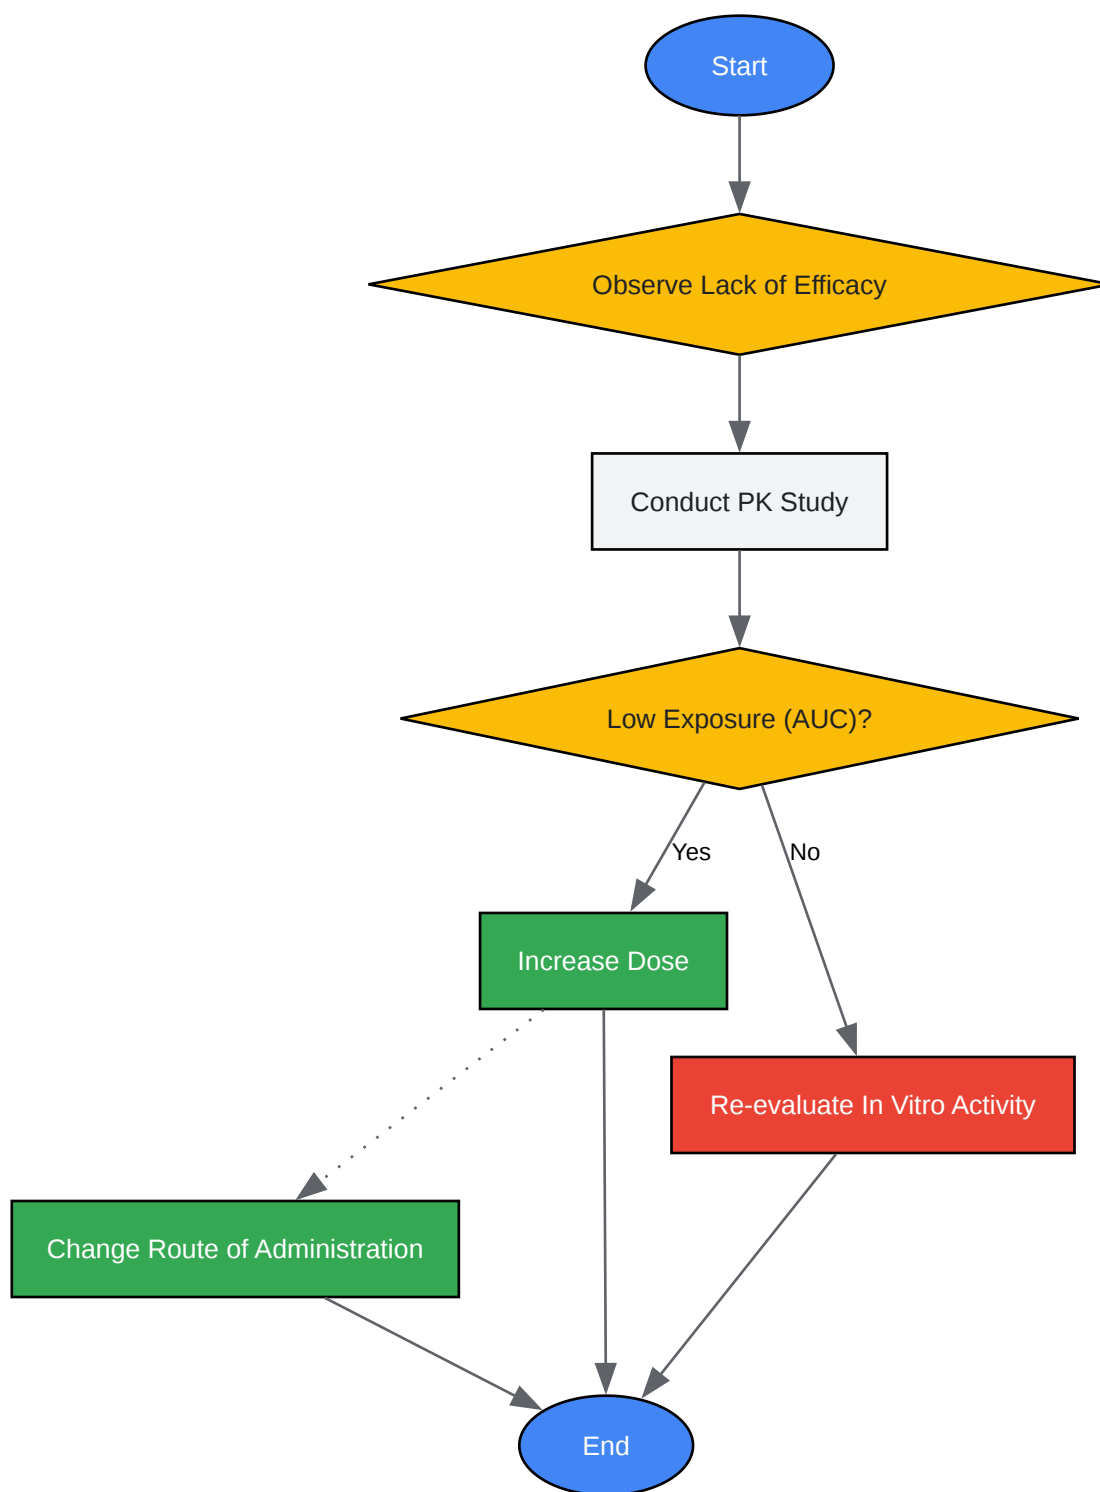 Start
Observe Lack of Efficacy
Conduct PK Study
Low Exposure (AUC)?
Yes
No
Increase Dose
Re-evaluate In Vitro Activity
Change Route of Administration
End